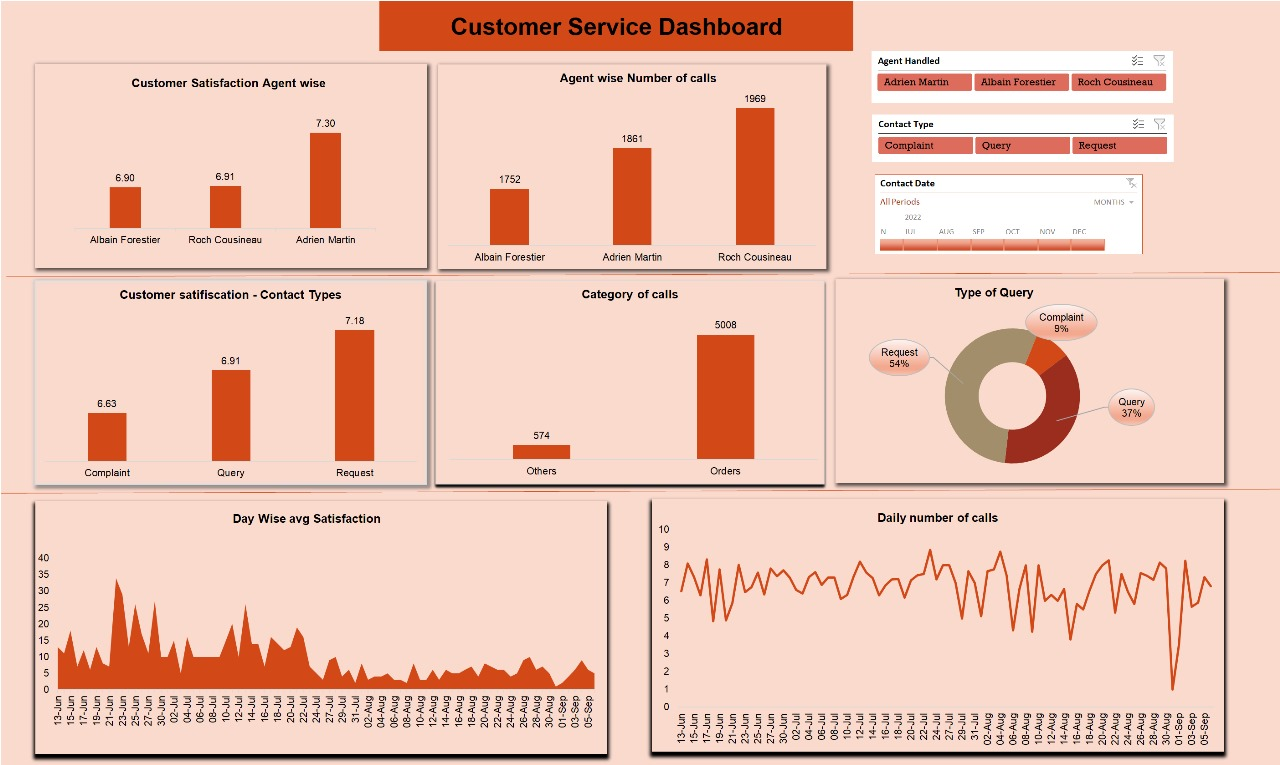 Customer Service Dashboard
Customer Satisfaction Agent wise
7.30
6.90
6.91
Albain Forestier
Roch Cousineau
Adrien Martin
Agent wise Number of calls
1969
1861
1752
Albain Forestier
Adrien Martin
Roch Cousineau
Agent Handled
Adrien Martin
Albain Forestier
Roch Cousineau
Contact Type
Complaint
Query
Request
Contact Date
All Periods
MONTHS
2022
N
JUL
AUG
SEP
OCT
NOV
DEC
Customer satifiscation - Contact Types
7.18
6.91
6.63
Complaint
Query
Request
Category of calls
5008
574
Others
Orders
Type of Query
Complaint
9%
Request
54%
Query
37%
Day Wise avg Satisfaction
40
35
30
25
20
15
10
5
0
13-Jun
15-Jun
17-Jun
19-Jun
21-Jun
23-Jun
25-Jun
27-Jun
30-Jun
02-Jul
04-Jul
06-Jul
08-Jul
10-Jul
12-Jul
14-Jul
16-Jul
18-Jul
20-Jul
22-Jul
24-Jul
27-Jul
29-Jul
31-Jul
02-Aug
04-Aug
06-Aug
08-Aug
10-Aug
12-Aug
14-Aug
16-Aug
18-Aug
20-Aug
22-Aug
24-Aug
26-Aug
28-Aug
30-Aug
01-Sep
03-Sep
05-Sep
Daily number of calls
10
9
8
7
6
5
4
3
2
1
0
13-Jun
15-Jun
17-Jun
19-Jun
21-Jun
23-Jun
25-Jun
27-Jun
30-Jun
02-Jul
04-Jul
06-Jul
08-Jul
10-Jul
12-Jul
14-Jul
16-Jul
18-Jul
20-Jul
22-Jul
24-Jul
27-Jul
29-Jul
31-Jul
02-Aug
04-Aug
06-Aug
08-Aug
10-Aug
12-Aug
14-Aug
16-Aug
18-Aug
20-Aug
22-Aug
24-Aug
26-Aug
28-Aug
30-Aug
01-Sep
03-Sep
05-Sep